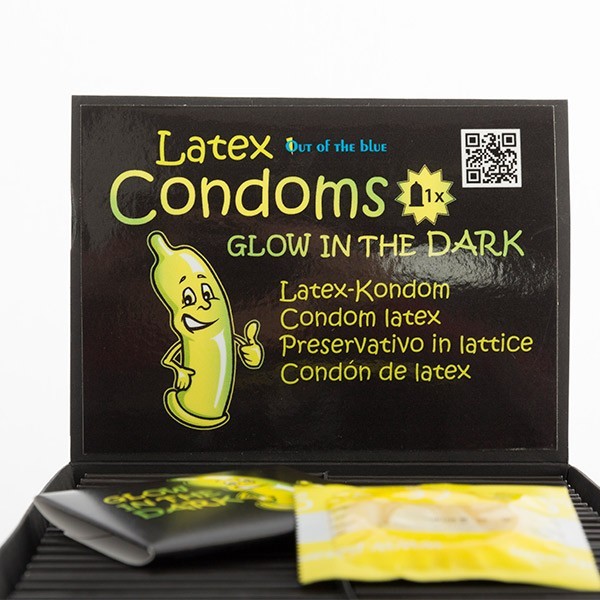 Latex
Out of the blue
Condoms
1x
GLOW IN THE DARK
Latex-Kondom
Condom latex
Preservativo in lattice
Condón de latex
GLOW
IN THE
DARK